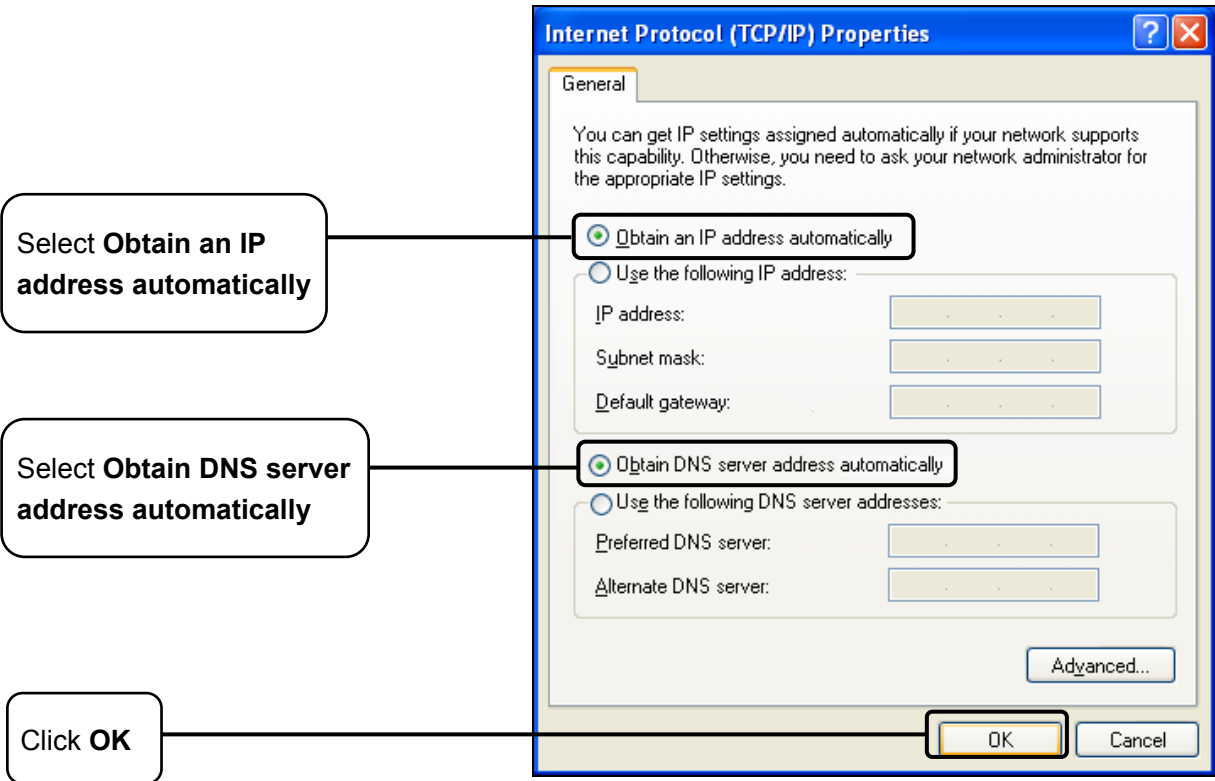 Internet Protocol (TCP/IP) Properties
General
You can get IP settings assigned automatically if your network supports
this capability. Otherwise, you need to ask your network administrator for
the appropriate IP settings.
Select Obtain an IP
address automatically
Obtain an IP address automatically
Use the following IP address:
IP address:
Subnet mask:
Default gateway:
Select Obtain DNS server
address automatically
Obtain DNS server address automatically
Use the following DNS server addresses:
Preferred DNS server:
Alternate DNS server:
Advanced...
Click OK
OK
Cancel